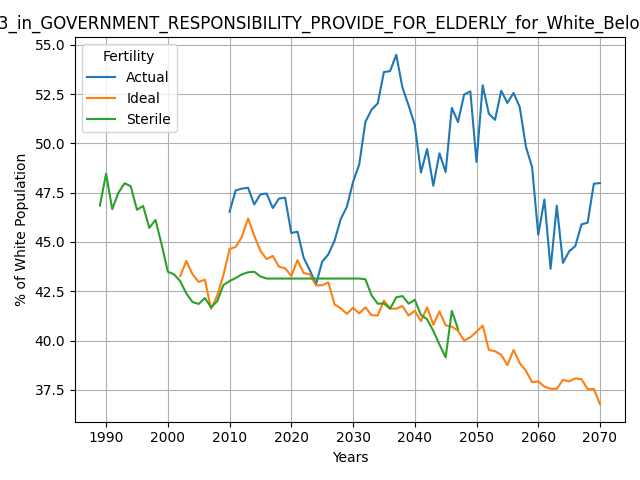 3_in_GOVERNMENT_RESPONSIBILITY_PROVIDE_FOR_ELDERLY_for_White_Belo
55.0
52.5
50.0
47.5
45.0
42.5
40.0
37.5
% of White Population
Fertility
Actual
Ideal
Sterile
1990 2000 2010 2020 2030 2040 2050 2060 2070
Years